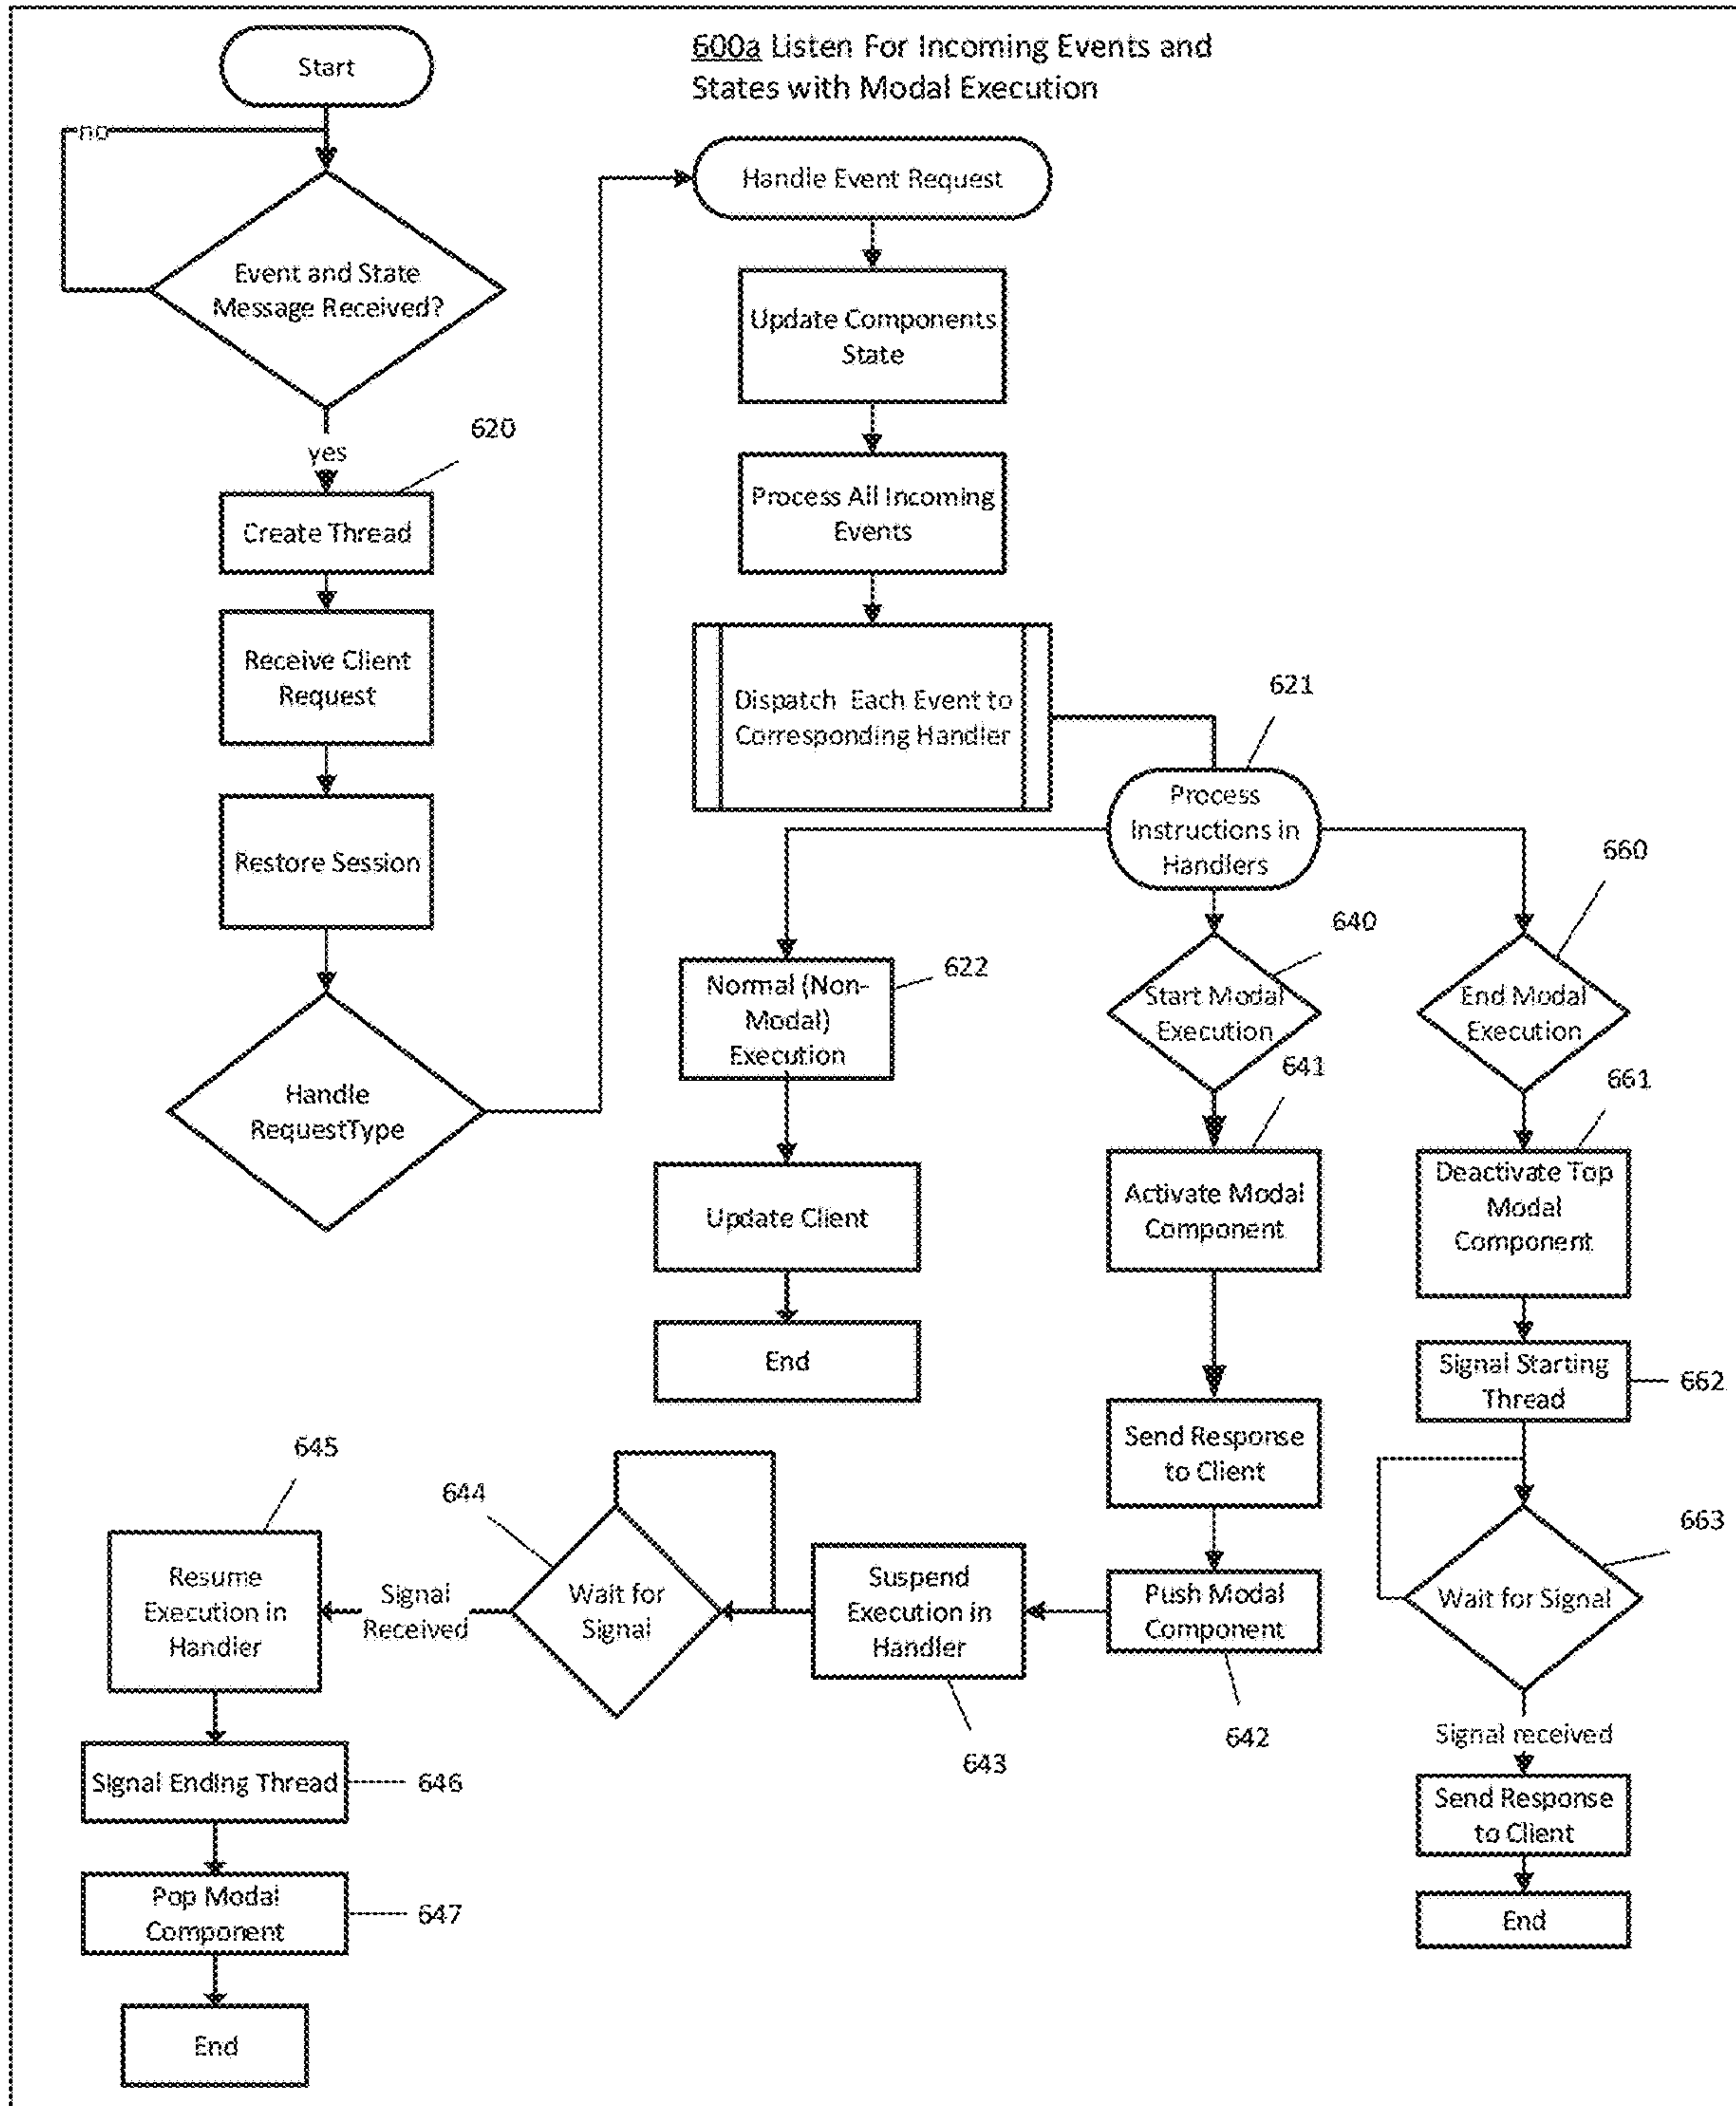 600a Listen For Incoming Events and
States with Modal Execution
Start
no
Event and State
Message Received?
yes
620
Create Thread
Receive Client
Request
Restore Session
Handle
RequestType
Handle Event Request
Update Components
State
Process All Incoming
Events
Dispatch Each Event to
Corresponding Handler
621
Process
Instructions in
Handlers
622
Normal (Non-
Modal)
Execution
Update Client
End
640
Start Modal
Execution
641
Activate Modal
Component
Send Response
to Client
Push Modal
Component
642
Suspend
Execution in
Handler
643
644
Wait for
Signal
Signal
Received
645
Resume
Execution in
Handler
Signal Ending Thread
646
Pop Modal
Component
647
End
660
End Modal
Execution
661
Deactivate Top
Modal
Component
Signal Starting
Thread
662
663
Wait for Signal
Signal received
Send Response
to Client
End